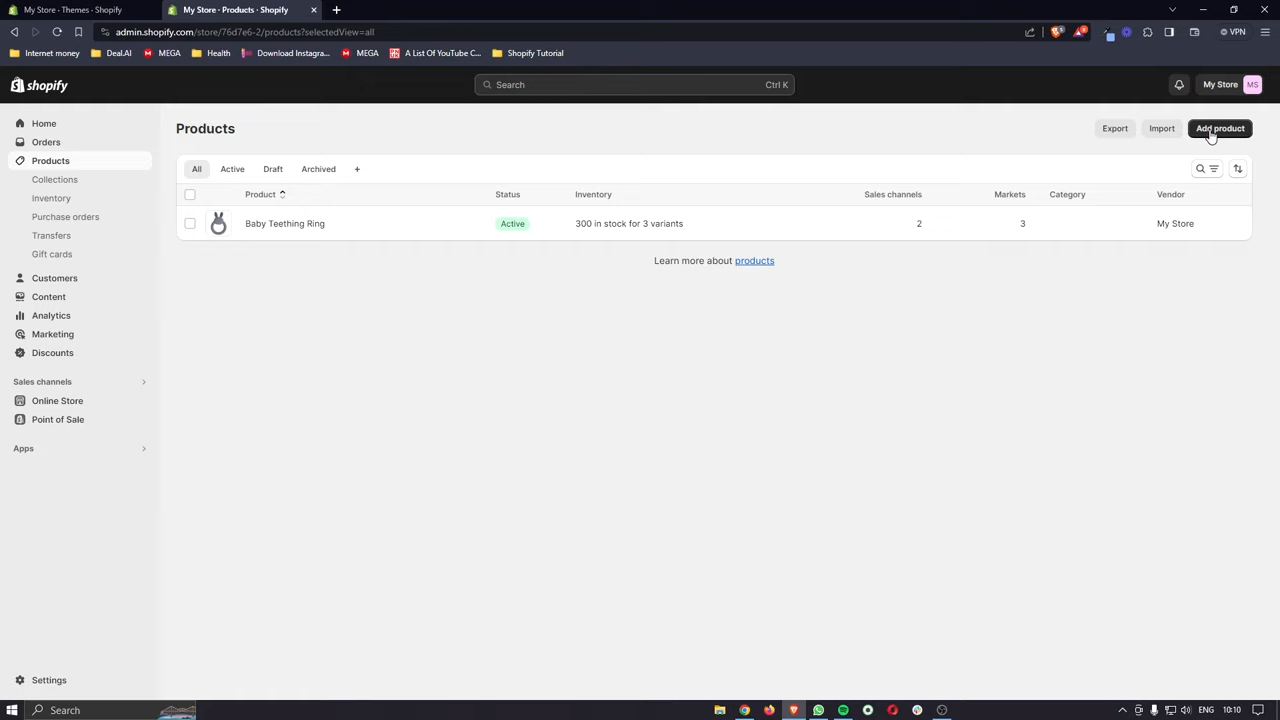 My Store · Themes · Shopify
My Store · Products · Shopify
admin.shopify.com/store/76d7e6-2/products?selectedView=all
VPN
Internet money
Deal.AI
MEGA
Health
Download Instagra...
MEGA
A List Of YouTube C...
Shopify Tutorial
shopify
Search
Ctrl K
My Store
MS
Home
Orders
Products
Collections
Inventory
Purchase orders
Transfers
Gift cards
Customers
Content
Analytics
Marketing
Discounts
Sales channels
Online Store
Point of Sale
Apps
Settings
Products
Export
Import
Add product
All
Active
Draft
Archived
+
Product
Status
Inventory
Sales channels
Markets
Category
Vendor
Baby Teething Ring
Active
300 in stock for 3 variants
2
3
My Store
Learn more about products
Search
ENG
10:10